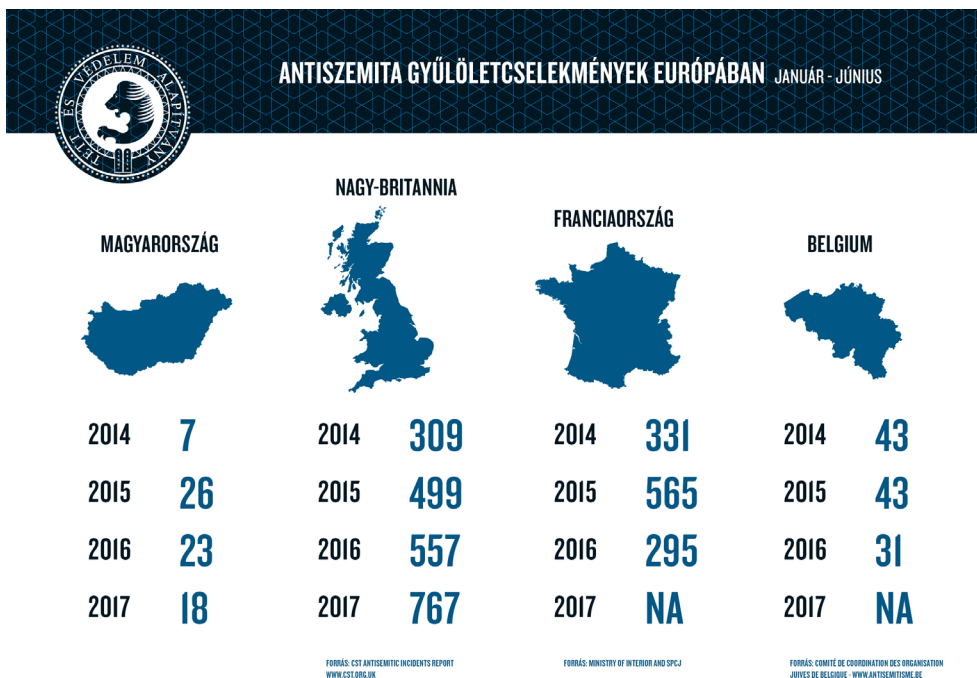 TETT ÉS VÉDELEM ALAPÍTVÁNY
ANTISZEMITA GYŰLÖLETCSELEKMÉNYEK EURÓPÁBAN JANUÁR - JÚNIUS
MAGYARORSZÁG
2014 7
2015 26
2016 23
2017 18
NAGY-BRITANNIA
2014 309
2015 499
2016 557
2017 767
FORRÁS: CST ANTISEMITIC INCIDENTS REPORT
WWW.CST.ORG.UK
FRANCIAORSZÁG
2014 331
2015 565
2016 295
2017 NA
FORRÁS: MINISTRY OF INTERIOR AND SPCJ
BELGIUM
2014 43
2015 43
2016 31
2017 NA
FORRÁS: COMITÉ DE COORDINATION DES ORGANISATION
JUIVES DE BELGIQUE - WWW.ANTISEMITISME.BE